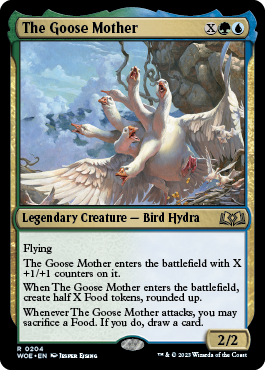 The Goose Mother X
Legendary Creature — Bird Hydra
Flying
The Goose Mother enters the battlefield with X
+1/+1 counters on it.
When The Goose Mother enters the battlefield,
create half X Food tokens, rounded up.
Whenever The Goose Mother attacks, you may
sacrifice a Food. If you do, draw a card.
2/2
R 0204
WOE • EN Jesper Ejsing
™ & © 2023 Wizards of the Coast